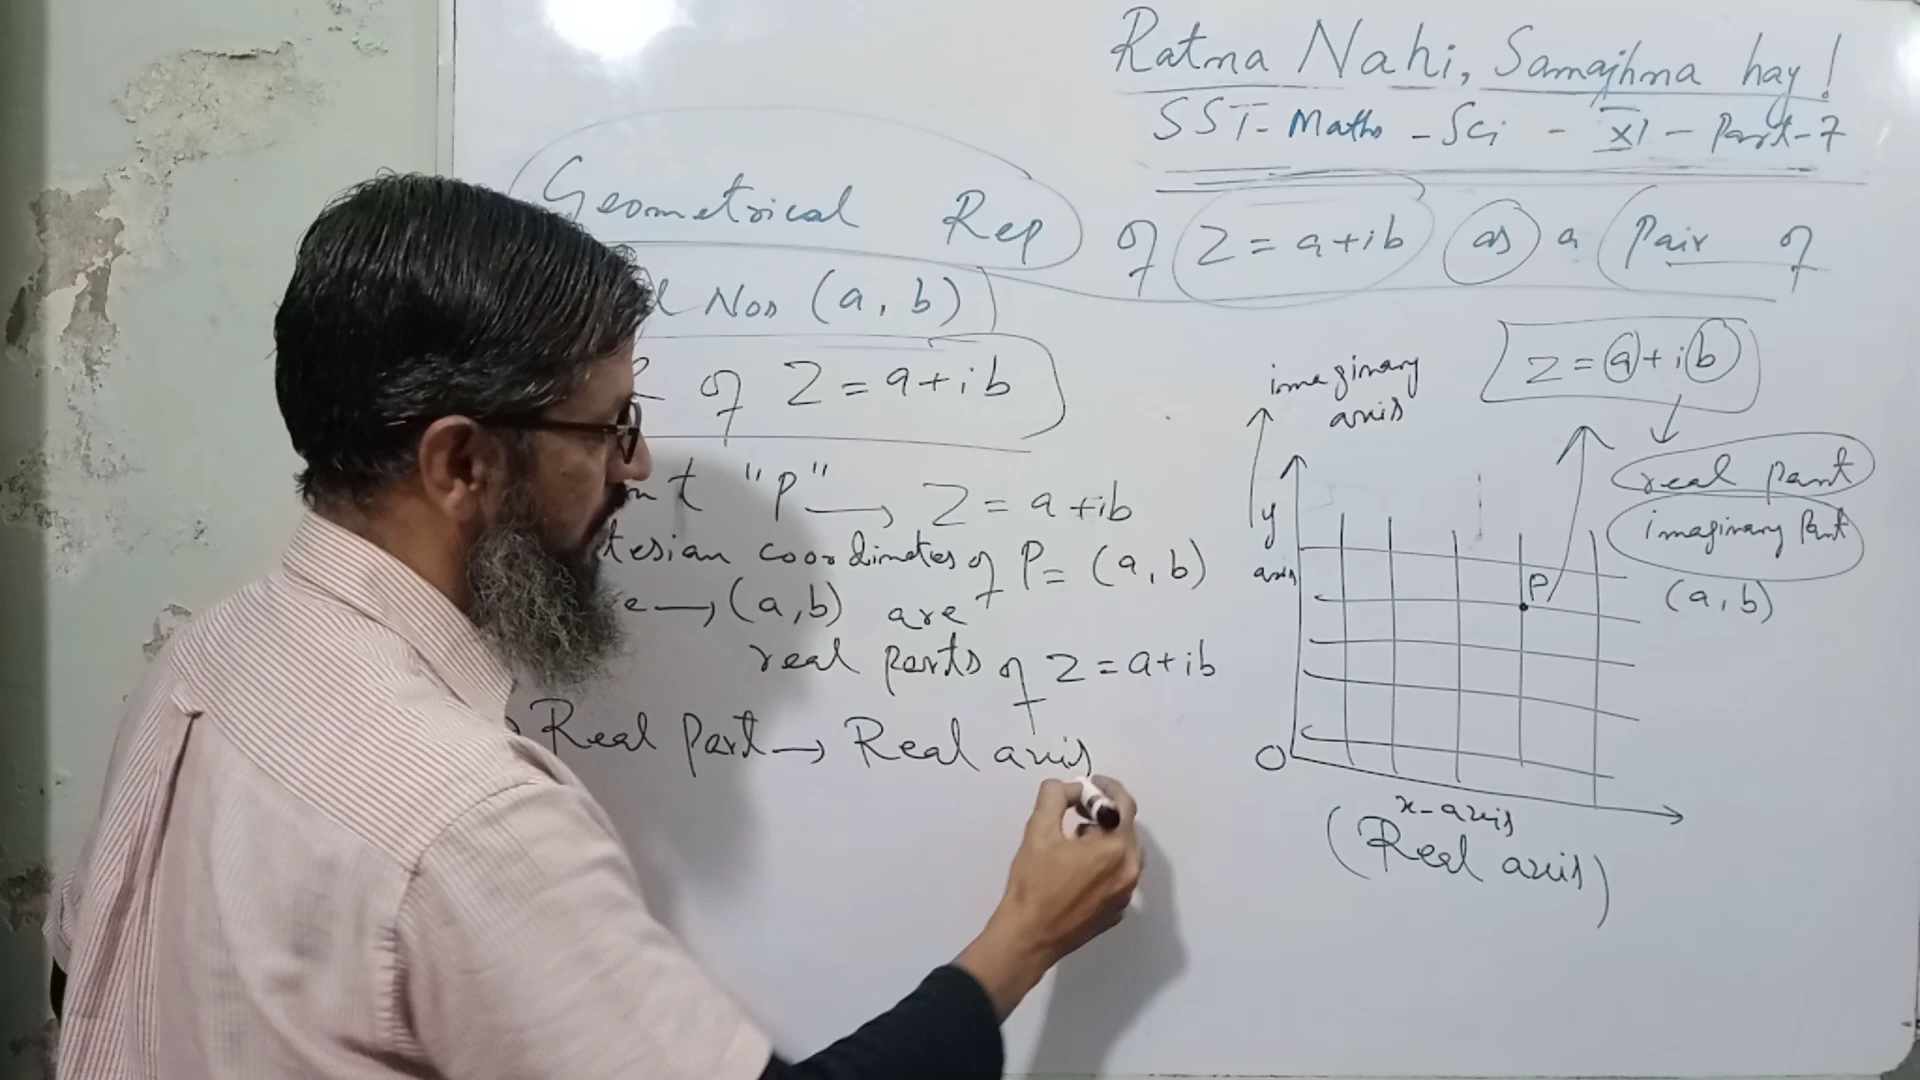 Ratna Nahi, Samajhna hay!
SST- Maths - Sci - XI - Part-7
Geometrical Rep of Z = a+ib as a Pair of
Nos (a, b)
of Z = a+ib
"P" → Z = a+ib
tesian coordinates of P = (a, b)
→ (a,b) are
real parts of Z = a+ib
Real Part → Real axis
imaginary
axis
Z = a+ib
real part
imaginary Part
(a,b)
y
axis
P
O
x-axis
(Real axis)